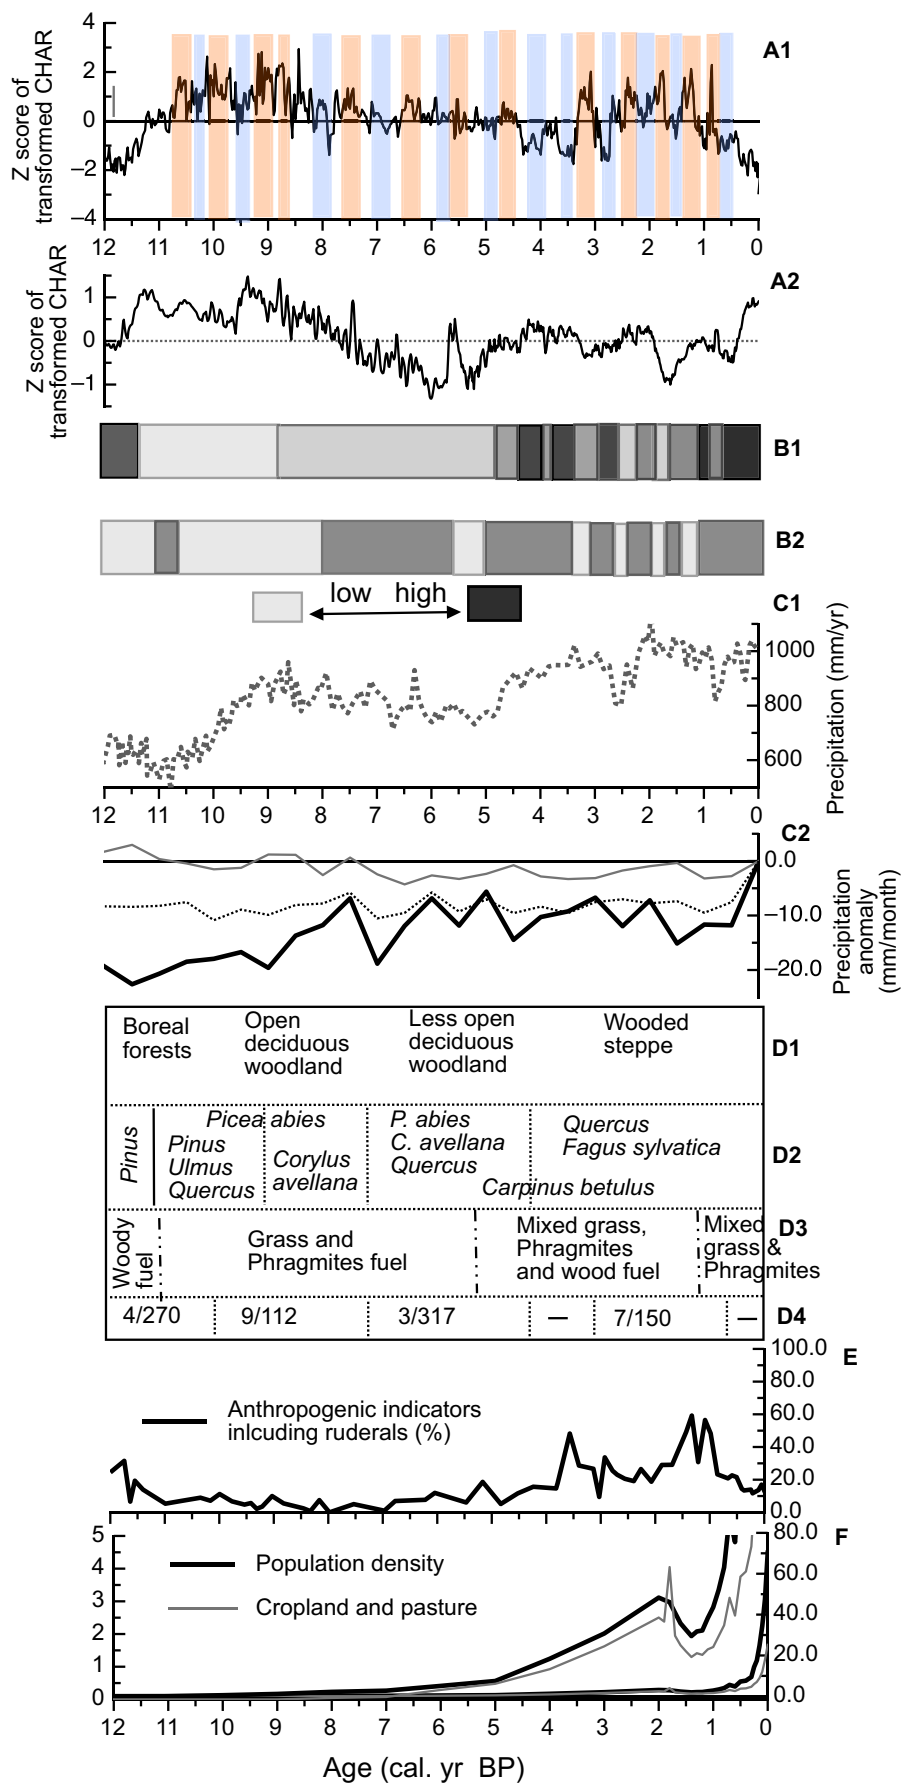 A1
Z score of
transformed CHAR
4
2
0
–2
–4
12 11 10 9 8 7 6 5 4 3 2 1 0
A2
Z score of
transformed CHAR
1
0
–1
B1
B2
low high
C1
Precipitation (mm/yr)
1000
800
600
12 11 10 9 8 7 6 5 4 3 2 1 0
C2
Precipitation
anomaly
(mm/month)
0.0
–10.0
–20.0
Boreal
forests
Open
deciduous
woodland
Less open
deciduous
woodland
Wooded
steppe
D1
Pinus
Picea abies
Pinus
Ulmus
Quercus
Corylus
avellana
P. abies
C. avellana
Quercus
Quercus
Fagus sylvatica
Carpinus betulus
D2
Woody
fuel
Grass and
Phragmites fuel
Mixed grass,
Phragmites
and wood fuel
Mixed
grass &
Phragmites
D3
4/270 9/112 3/317 — 7/150 —
D4
E
100.0
80.0
60.0
40.0
20.0
0.0
Anthropogenic indicators
inlcuding ruderals (%)
F
5
4
3
2
1
0
Population density
Cropland and pasture
80.0
60.0
40.0
20.0
0.0
12 11 10 9 8 7 6 5 4 3 2 1 0
Age (cal. yr BP)